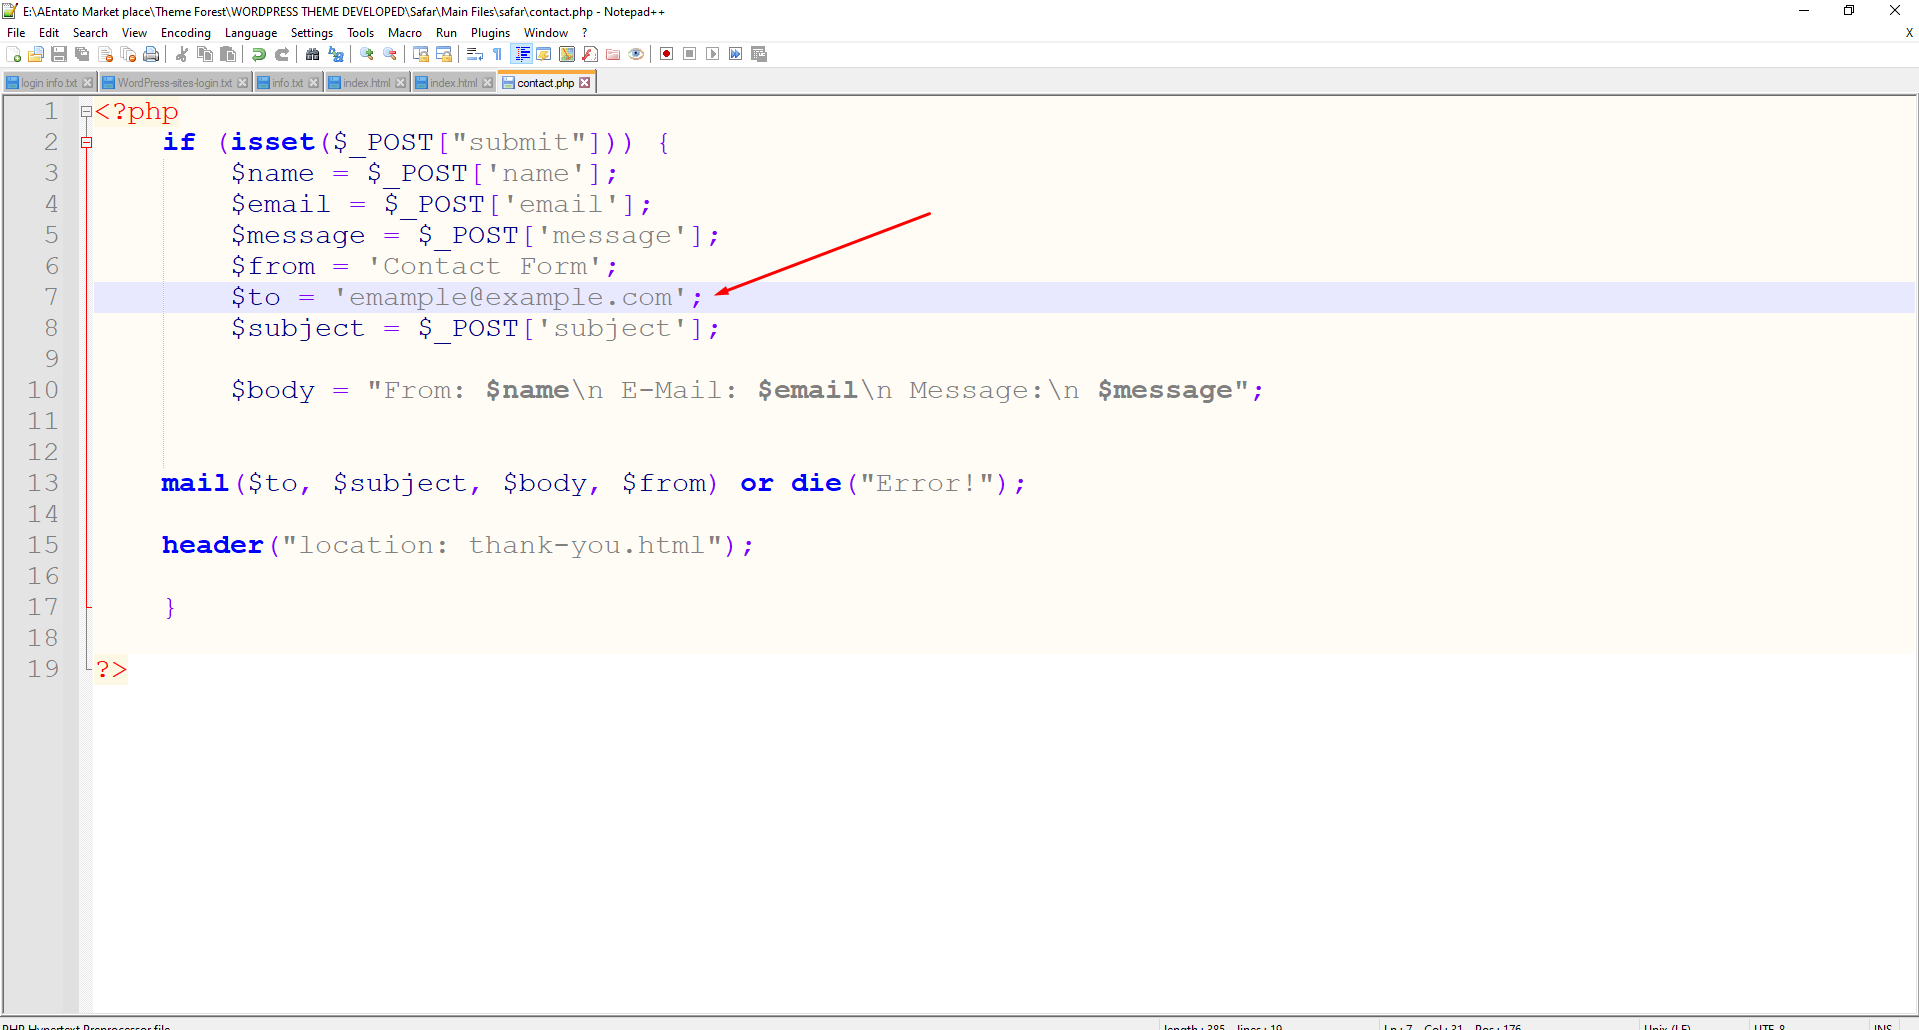 E:\AEntato Market place\Theme Forest\WORDPRESS THEME DEVELOPED\Safar\Main Files\safar\contact.php - Notepad++
File Edit Search View Encoding Language Settings Tools Macro Run Plugins Window ? X
login info.txt WordPress-sites-login.txt info.txt index.html index.html contact.php
1 <?php
2 if (isset($_POST["submit"])) {
3 $name = $_POST['name'];
4 $email = $_POST['email'];
5 $message = $_POST['message'];
6 $from = 'Contact Form';
7 $to = 'emample@example.com';
8 $subject = $_POST['subject'];
9
10 $body = "From: $name\n E-Mail: $email\n Message:\n $message";
11
12
13 mail($to, $subject, $body, $from) or die("Error!");
14
15 header("location: thank-you.html");
16
17 }
18
19 ?>
PHP Hypertext Preprocessor file length : 385 lines : 19 Ln : 7 Col : 31 Pos : 176 Unix (LF) UTF-8 INS